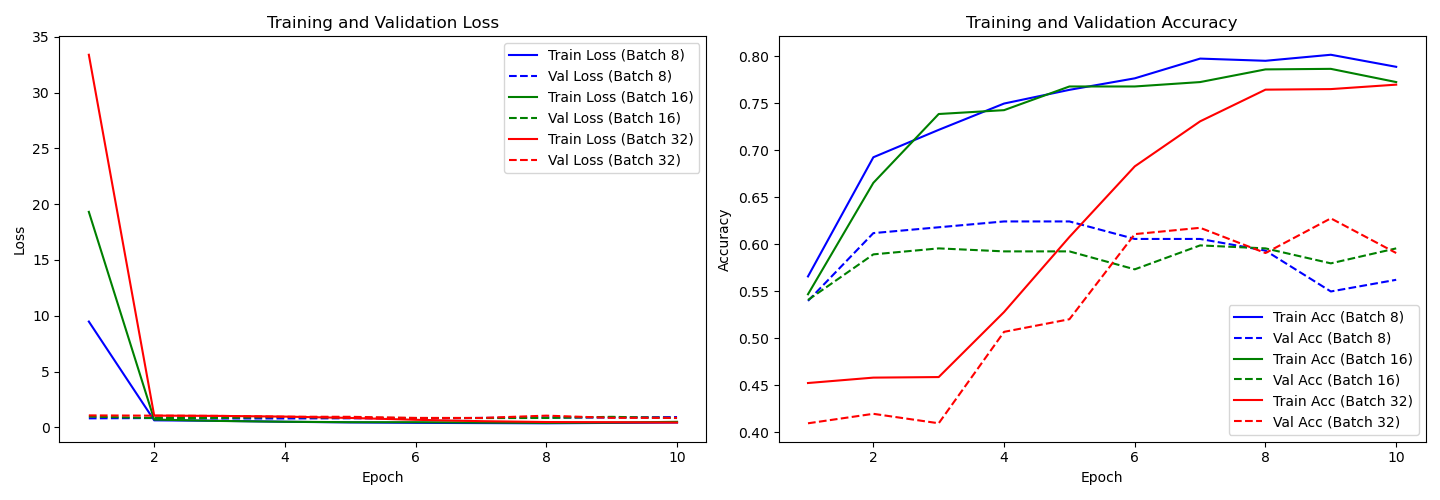 Training and Validation Loss
35
30
25
20
15
10
5
0
Loss
2
4
6
8
10
Epoch
Train Loss (Batch 8)
Val Loss (Batch 8)
Train Loss (Batch 16)
Val Loss (Batch 16)
Train Loss (Batch 32)
Val Loss (Batch 32)
Training and Validation Accuracy
0.80
0.75
0.70
0.65
0.60
0.55
0.50
0.45
0.40
Accuracy
2
4
6
8
10
Epoch
Train Acc (Batch 8)
Val Acc (Batch 8)
Train Acc (Batch 16)
Val Acc (Batch 16)
Train Acc (Batch 32)
Val Acc (Batch 32)